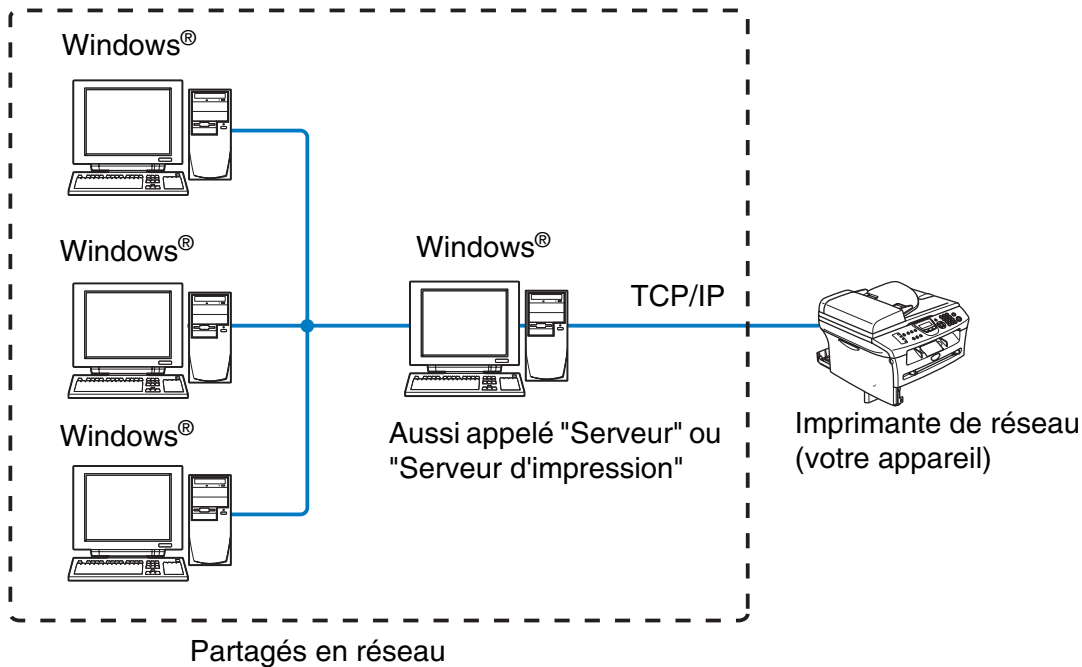 Windows®
Windows®
Windows®
TCP/IP
Windows®
Aussi appelé "Serveur" ou
"Serveur d'impression"
Imprimante de réseau
(votre appareil)
Partagés en réseau